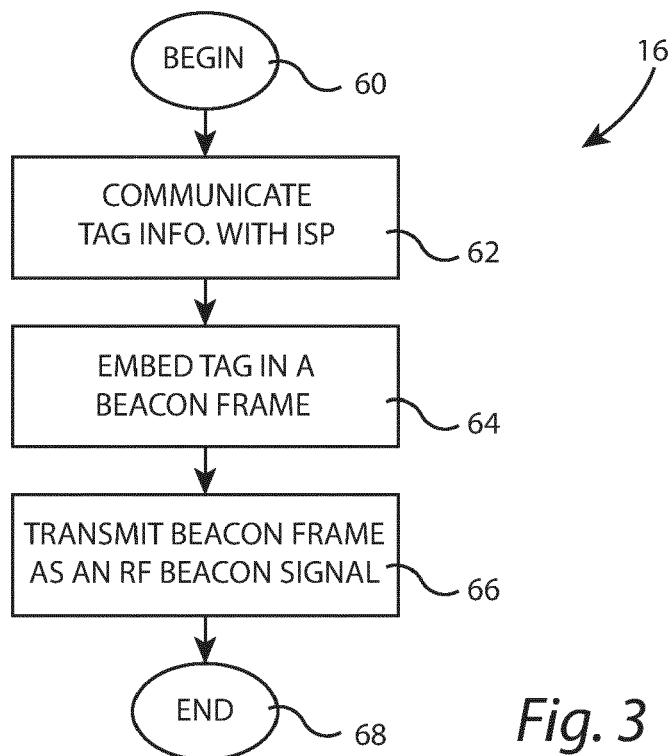 BEGIN
60
16
COMMUNICATE
TAG INFO. WITH ISP
62
EMBED TAG IN A
BEACON FRAME
64
TRANSMIT BEACON FRAME
AS AN RF BEACON SIGNAL
66
END
68
Fig. 3